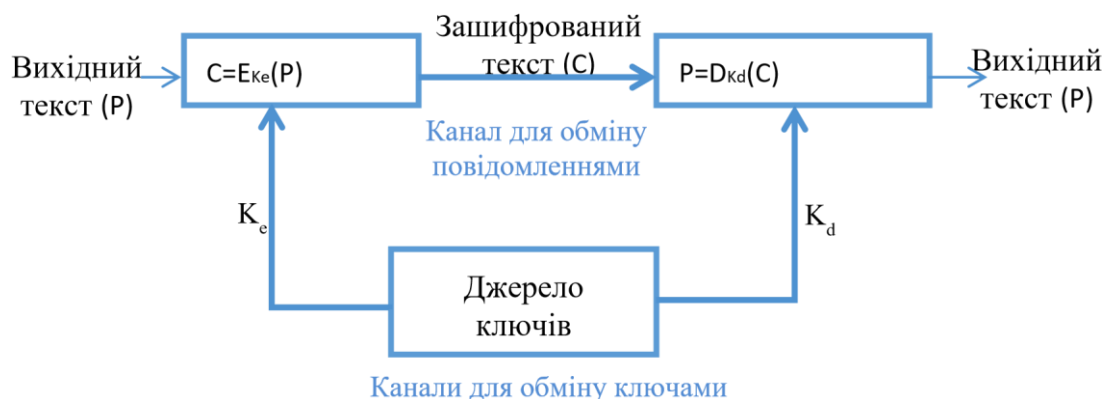 Вихідний
текст (P)
C=EKe(P)
Зашифрований
текст (C)
P=DKd(C)
Вихідний
текст (P)
Канал для обміну
повідомленнями
Ke
Kd
Джерело
ключів
Канали для обміну ключами